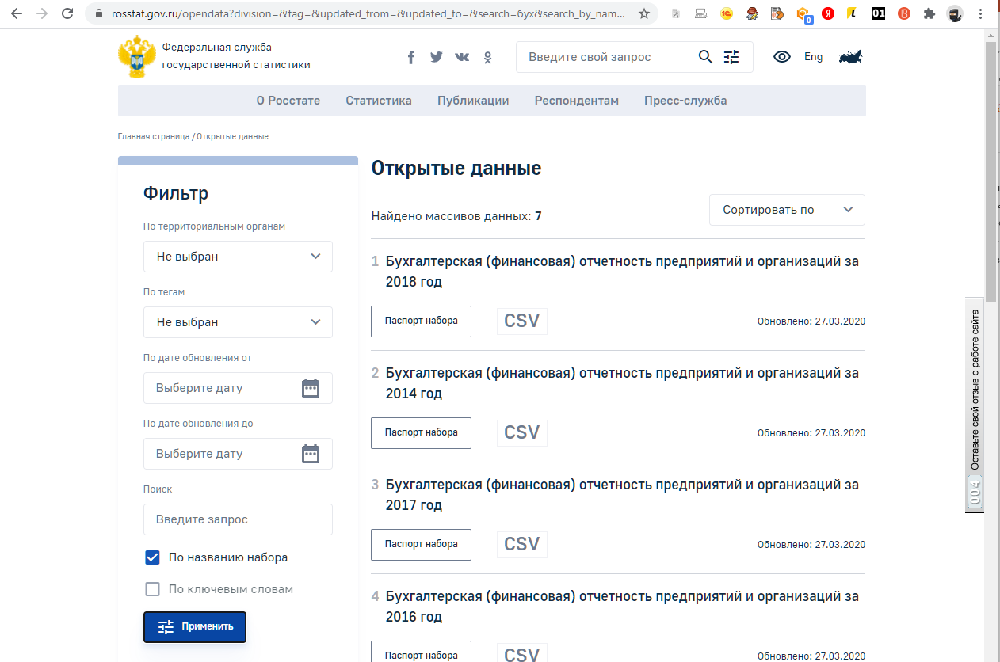 rosstat.gov.ru/opendata?division=&tag=&updated_from=&updated_to=&search=бух&search_by_nam...
0
Я
01
B
Федеральная служба
государственной статистики
Введите свой запрос
Eng
О Росстате
Статистика
Публикации
Респондентам
Пресс-служба
Главная страница / Открытые данные
Фильтр
По территориальным органам
Не выбран
По тегам
Не выбран
По дате обновления от
Выберите дату
По дате обновления до
Выберите дату
Поиск
Введите запрос
По названию набора
По ключевым словам
Применить
Открытые данные
Найдено массивов данных: 7
Сортировать по
1 Бухгалтерская (финансовая) отчетность предприятий и организаций за
2018 год
Паспорт набора
CSV
Обновлено: 27.03.2020
2 Бухгалтерская (финансовая) отчетность предприятий и организаций за
2014 год
Паспорт набора
CSV
Обновлено: 27.03.2020
3 Бухгалтерская (финансовая) отчетность предприятий и организаций за
2017 год
Паспорт набора
CSV
Обновлено: 27.03.2020
4 Бухгалтерская (финансовая) отчетность предприятий и организаций за
2016 год
Паспорт набора
CSV
Обновлено: 27.03.2020
Оставьте свой отзыв о работе сайта
004